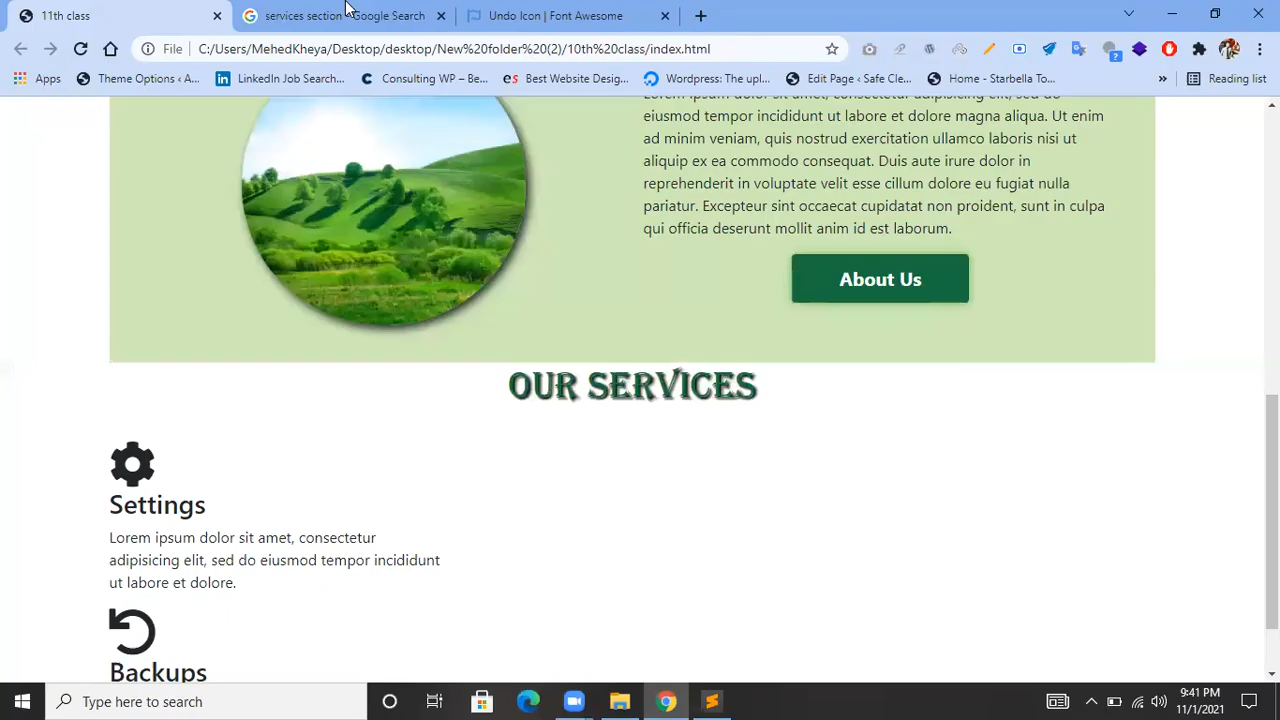 11th class
services section - Google Search
Undo Icon | Font Awesome
File
C:/Users/MehedKheya/Desktop/desktop/New%20folder%20(2)/10th%20class/index.html
Apps
Theme Options ‹ A...
LinkedIn Job Search...
Consulting WP – Be...
es
Best Website Desig...
Wordpress: The upl...
Edit Page ‹ Safe Cle...
Home - Starbella To...
»
Reading list
Lorem ipsum dolor sit amet, consectetur adipisicing elit, sed do
eiusmod tempor incididunt ut labore et dolore magna aliqua. Ut enim
ad minim veniam, quis nostrud exercitation ullamco laboris nisi ut
aliquip ex ea commodo consequat. Duis aute irure dolor in
reprehenderit in voluptate velit esse cillum dolore eu fugiat nulla
pariatur. Excepteur sint occaecat cupidatat non proident, sunt in culpa
qui officia deserunt mollit anim id est laborum.
About Us
OUR SERVICES
Settings
Lorem ipsum dolor sit amet, consectetur
adipisicing elit, sed do eiusmod tempor incididunt
ut labore et dolore.
Backups
Type here to search
9:41 PM
11/1/2021